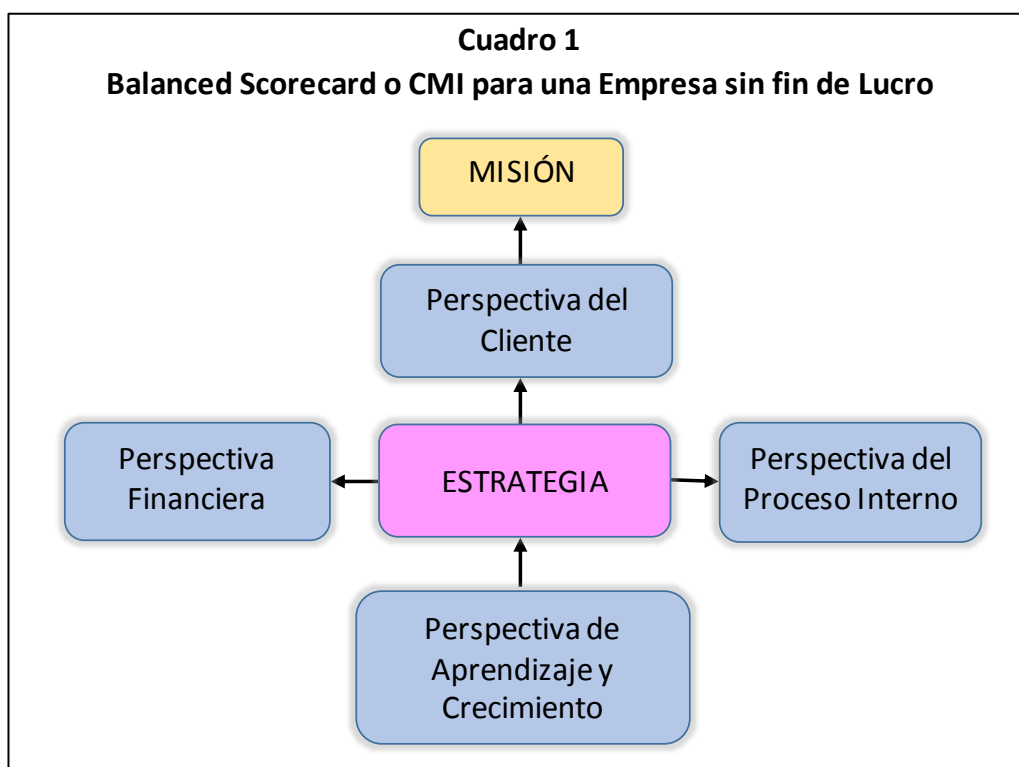 Cuadro 1
Balanced Scorecard o CMI para una Empresa sin fin de Lucro
MISIÓN
Perspectiva del
Cliente
Perspectiva
Financiera
ESTRATEGIA
Perspectiva del
Proceso Interno
Perspectiva de
Aprendizaje y
Crecimiento